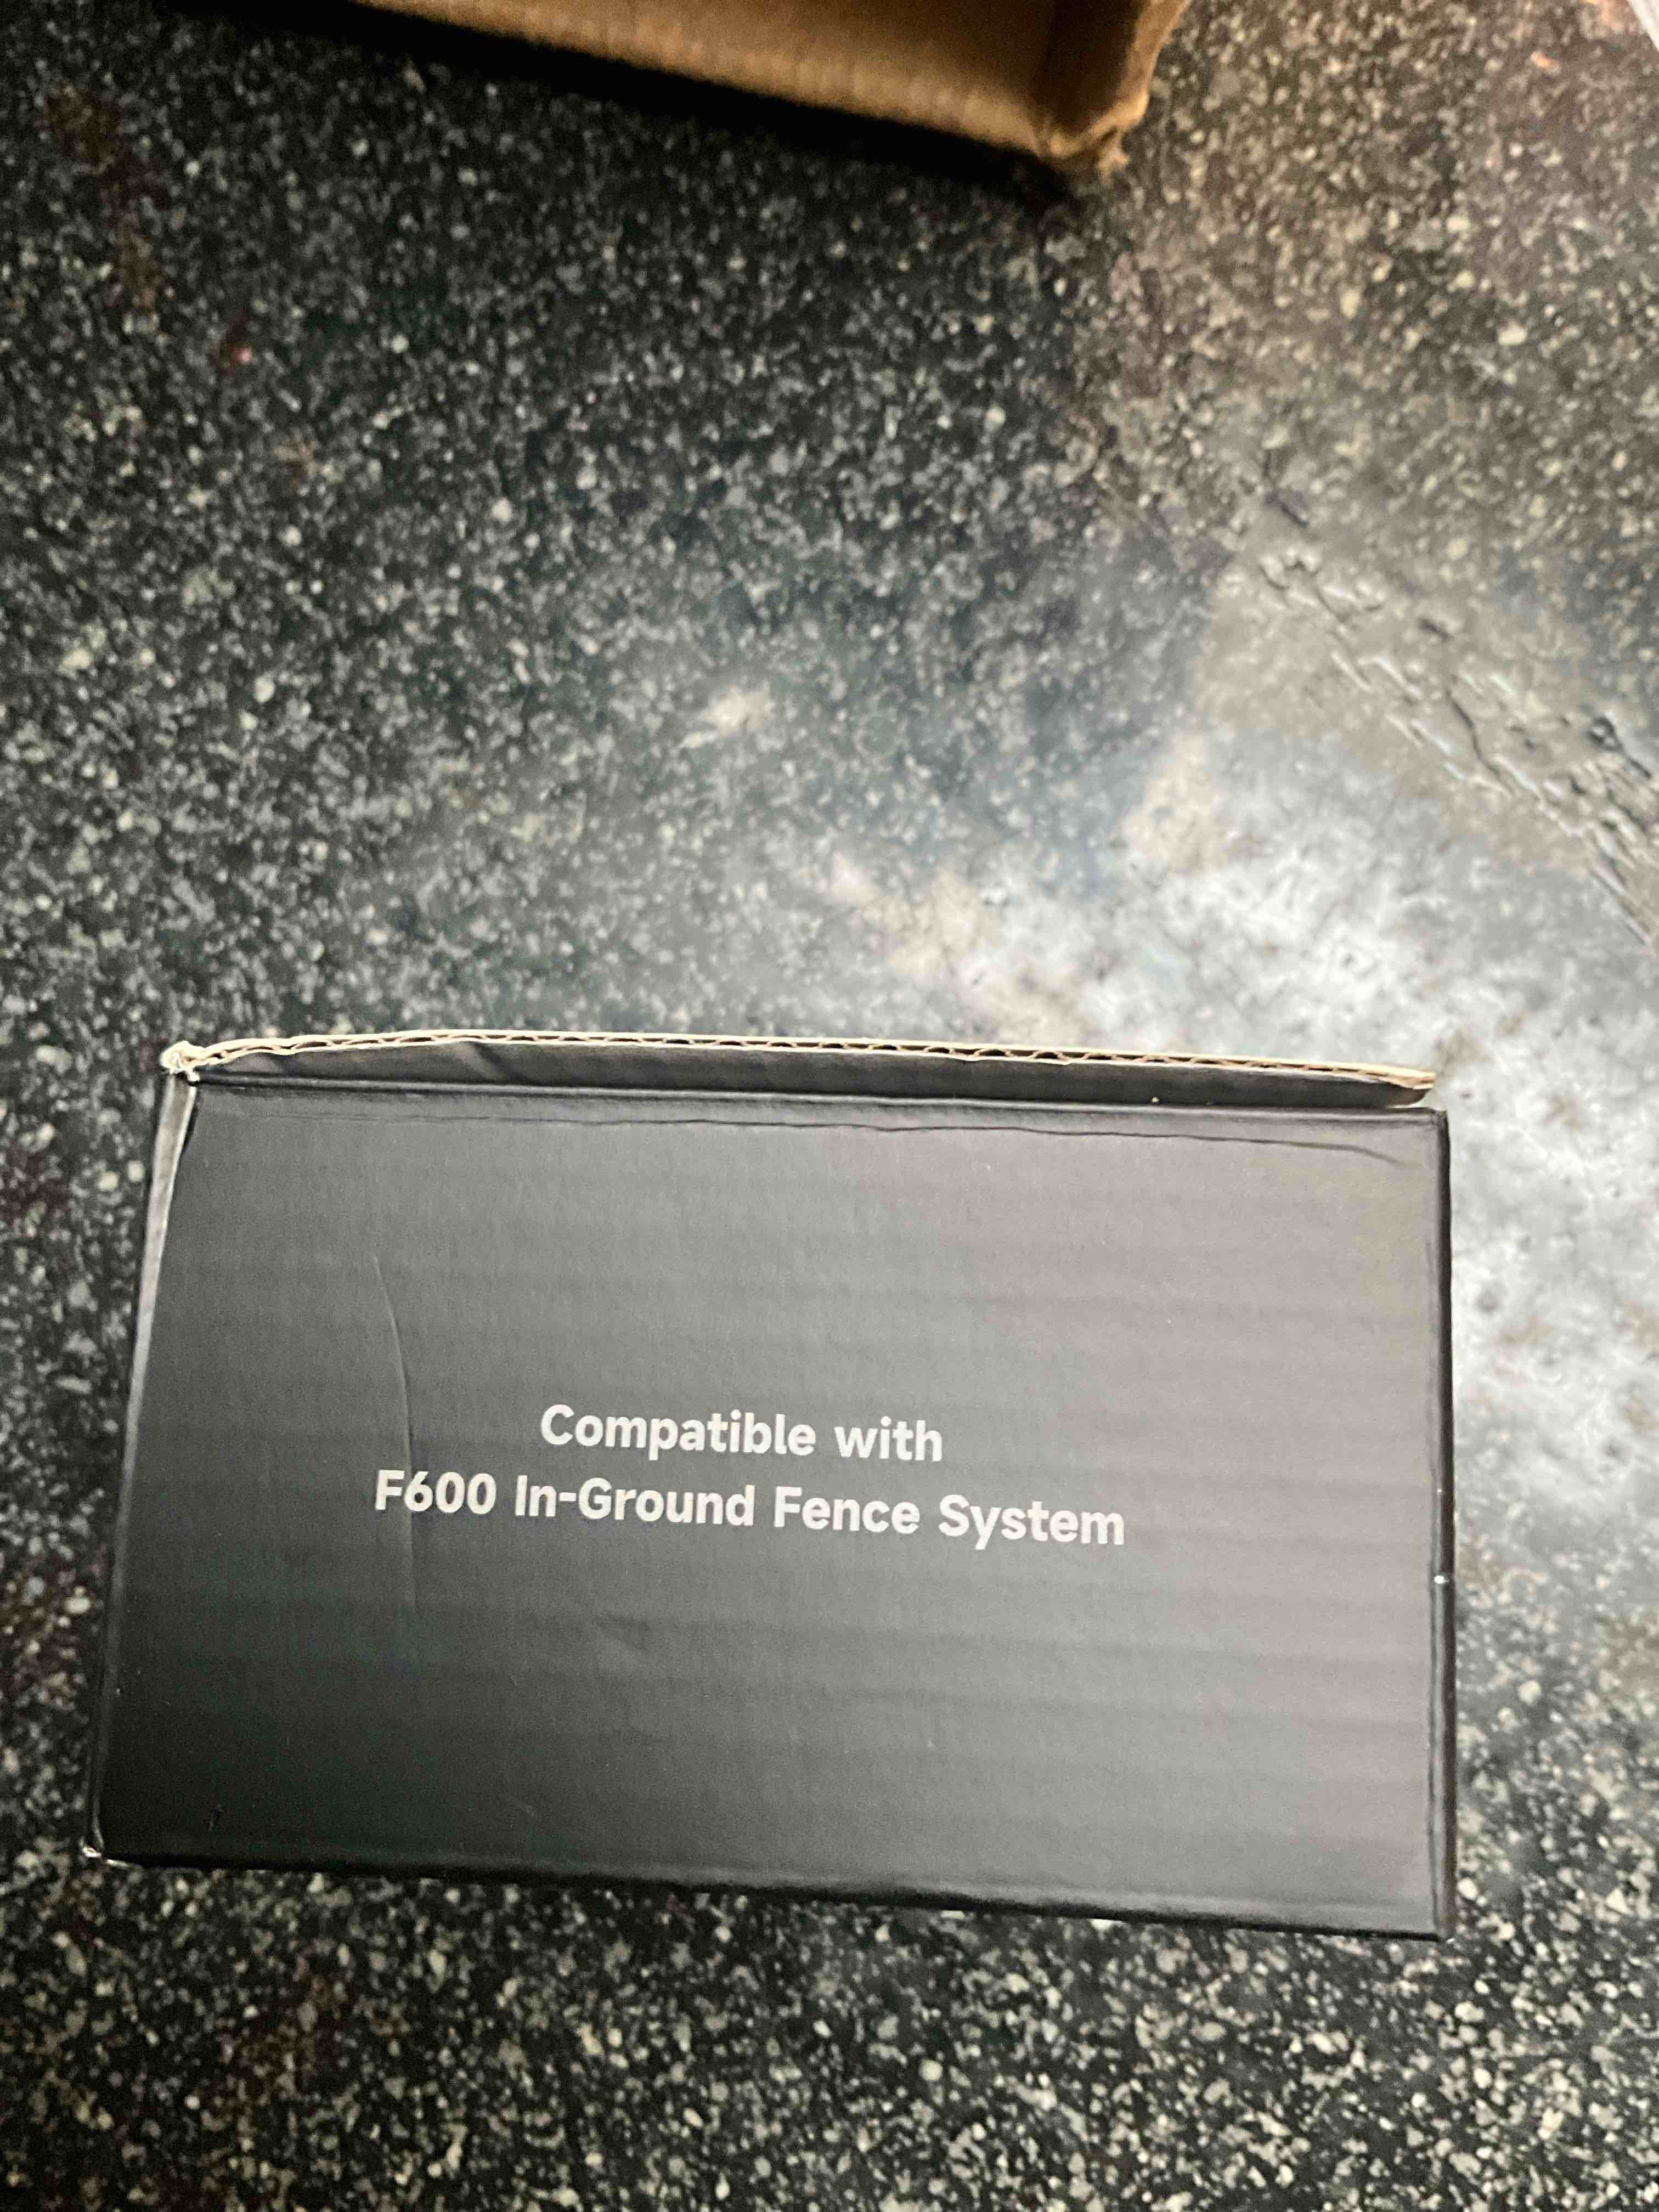 Compatible with
F600 In-Ground Fence System